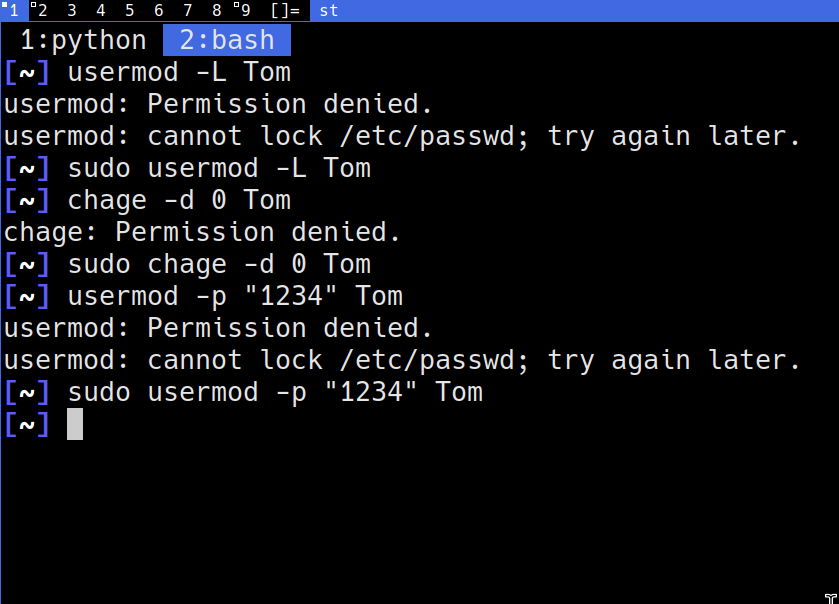 1 2 3 4 5 6 7 8 9 []= st
1:python 2:bash
[~] usermod -L Tom
usermod: Permission denied.
usermod: cannot lock /etc/passwd; try again later.
[~] sudo usermod -L Tom
[~] chage -d 0 Tom
chage: Permission denied.
[~] sudo chage -d 0 Tom
[~] usermod -p "1234" Tom
usermod: Permission denied.
usermod: cannot lock /etc/passwd; try again later.
[~] sudo usermod -p "1234" Tom
[~]